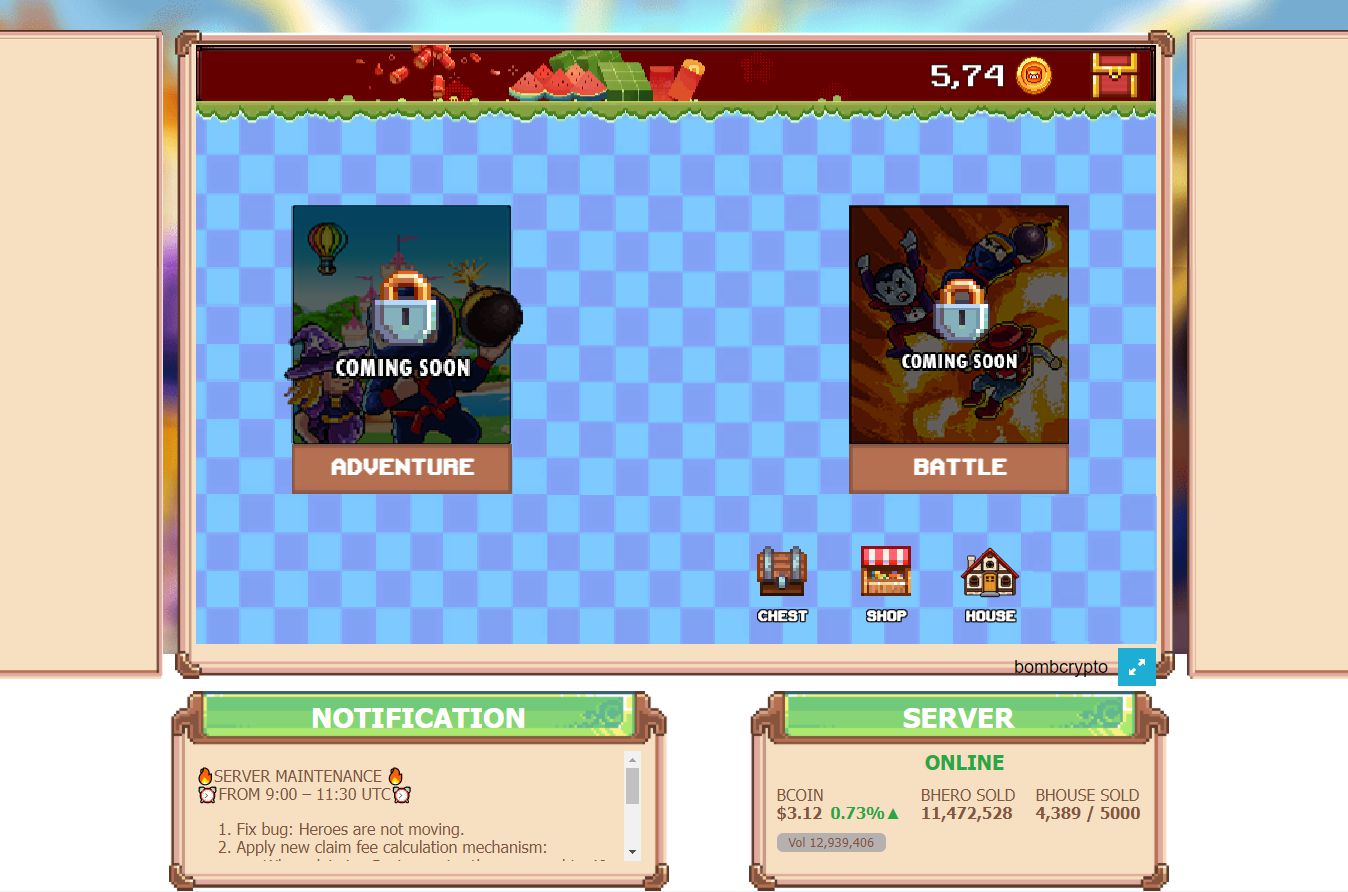 5,74
COMING SOON
ADVENTURE
COMING SOON
BATTLE
CHEST
SHOP
HOUSE
bombcrypto
NOTIFICATION
🔥SERVER MAINTENANCE 🔥
⏰FROM 9:00 – 11:30 UTC⏰
1. Fix bug: Heroes are not moving.
2. Apply new claim fee calculation mechanism:
SERVER
ONLINE
BCOIN
$3.12 0.73%▲
Vol 12,939,406
BHERO SOLD
11,472,528
BHOUSE SOLD
4,389 / 5000